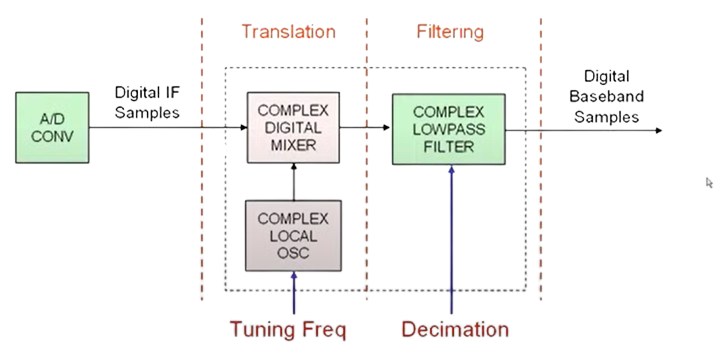 Translation
Filtering
Digital IF
Samples
Digital
Baseband
Samples
A/D
CONV
COMPLEX
DIGITAL
MIXER
COMPLEX
LOWPASS
FILTER
COMPLEX
LOCAL
OSC
Tuning Freq
Decimation